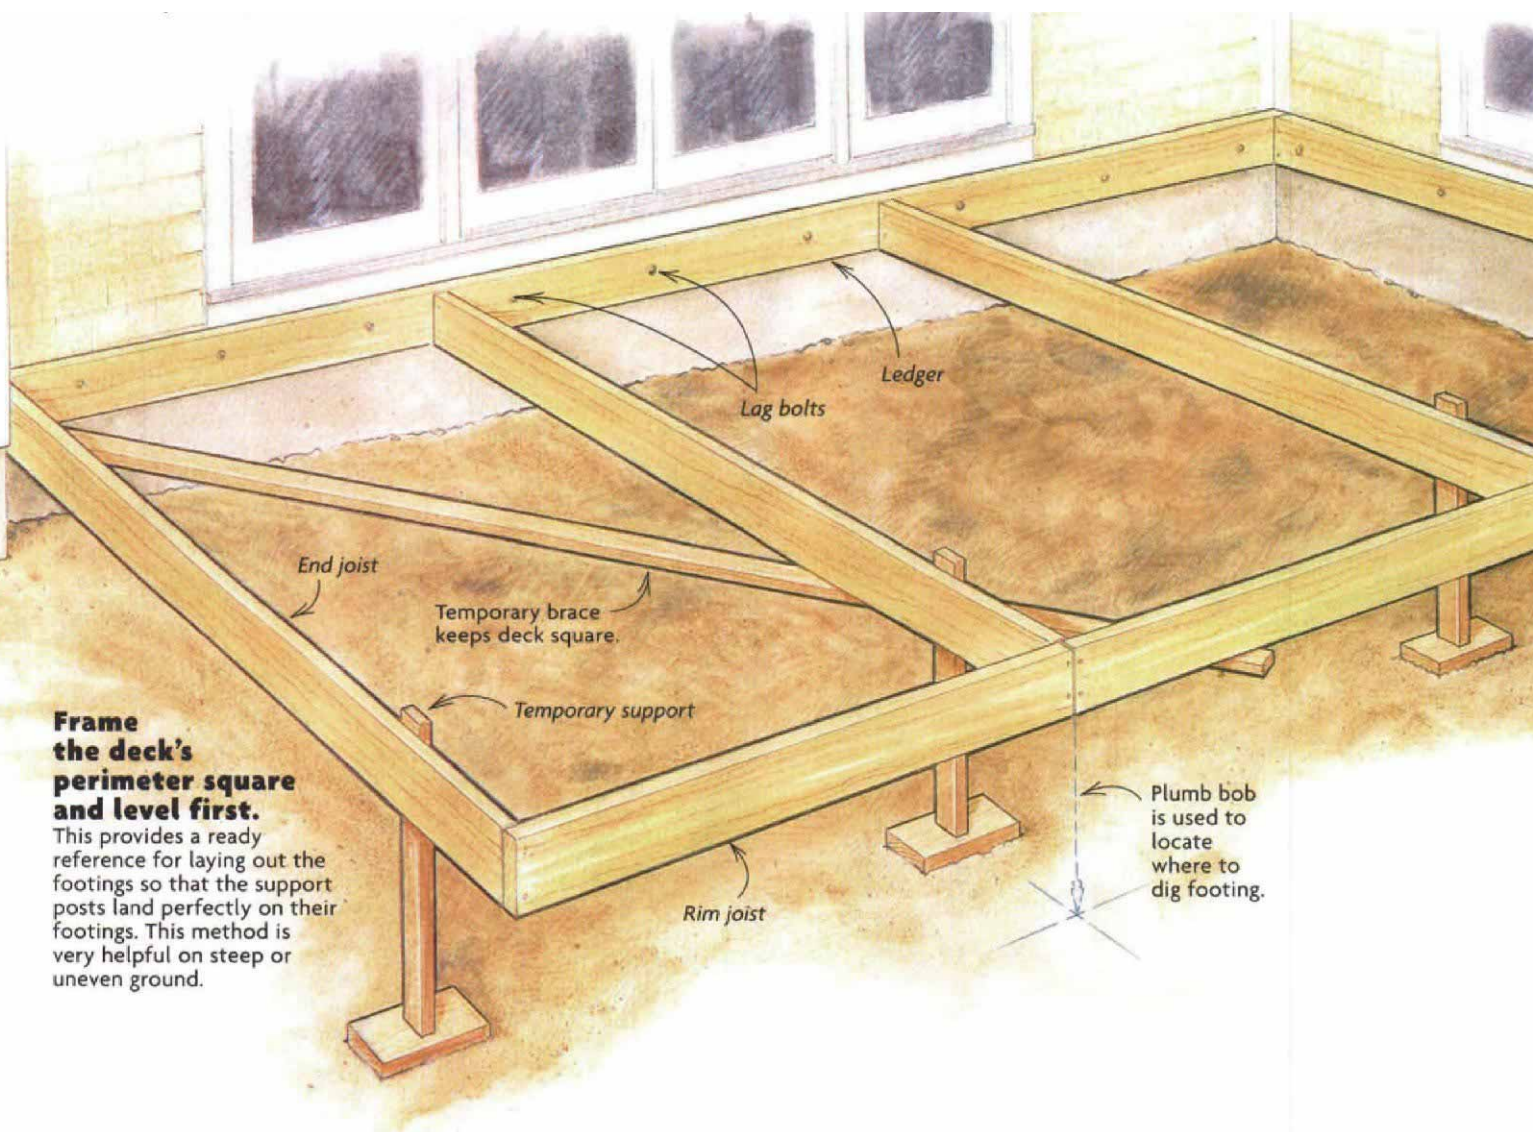 Lag bolts
Ledger
End joist
Temporary brace
keeps deck square.
Temporary support
Frame
the deck's
perimeter square
and level first.
This provides a ready
reference for laying out the
footings so that the support
posts land perfectly on their
footings. This method is
very helpful on steep or
uneven ground.
Rim joist
Plumb bob
is used to
locate
where to
dig footing.